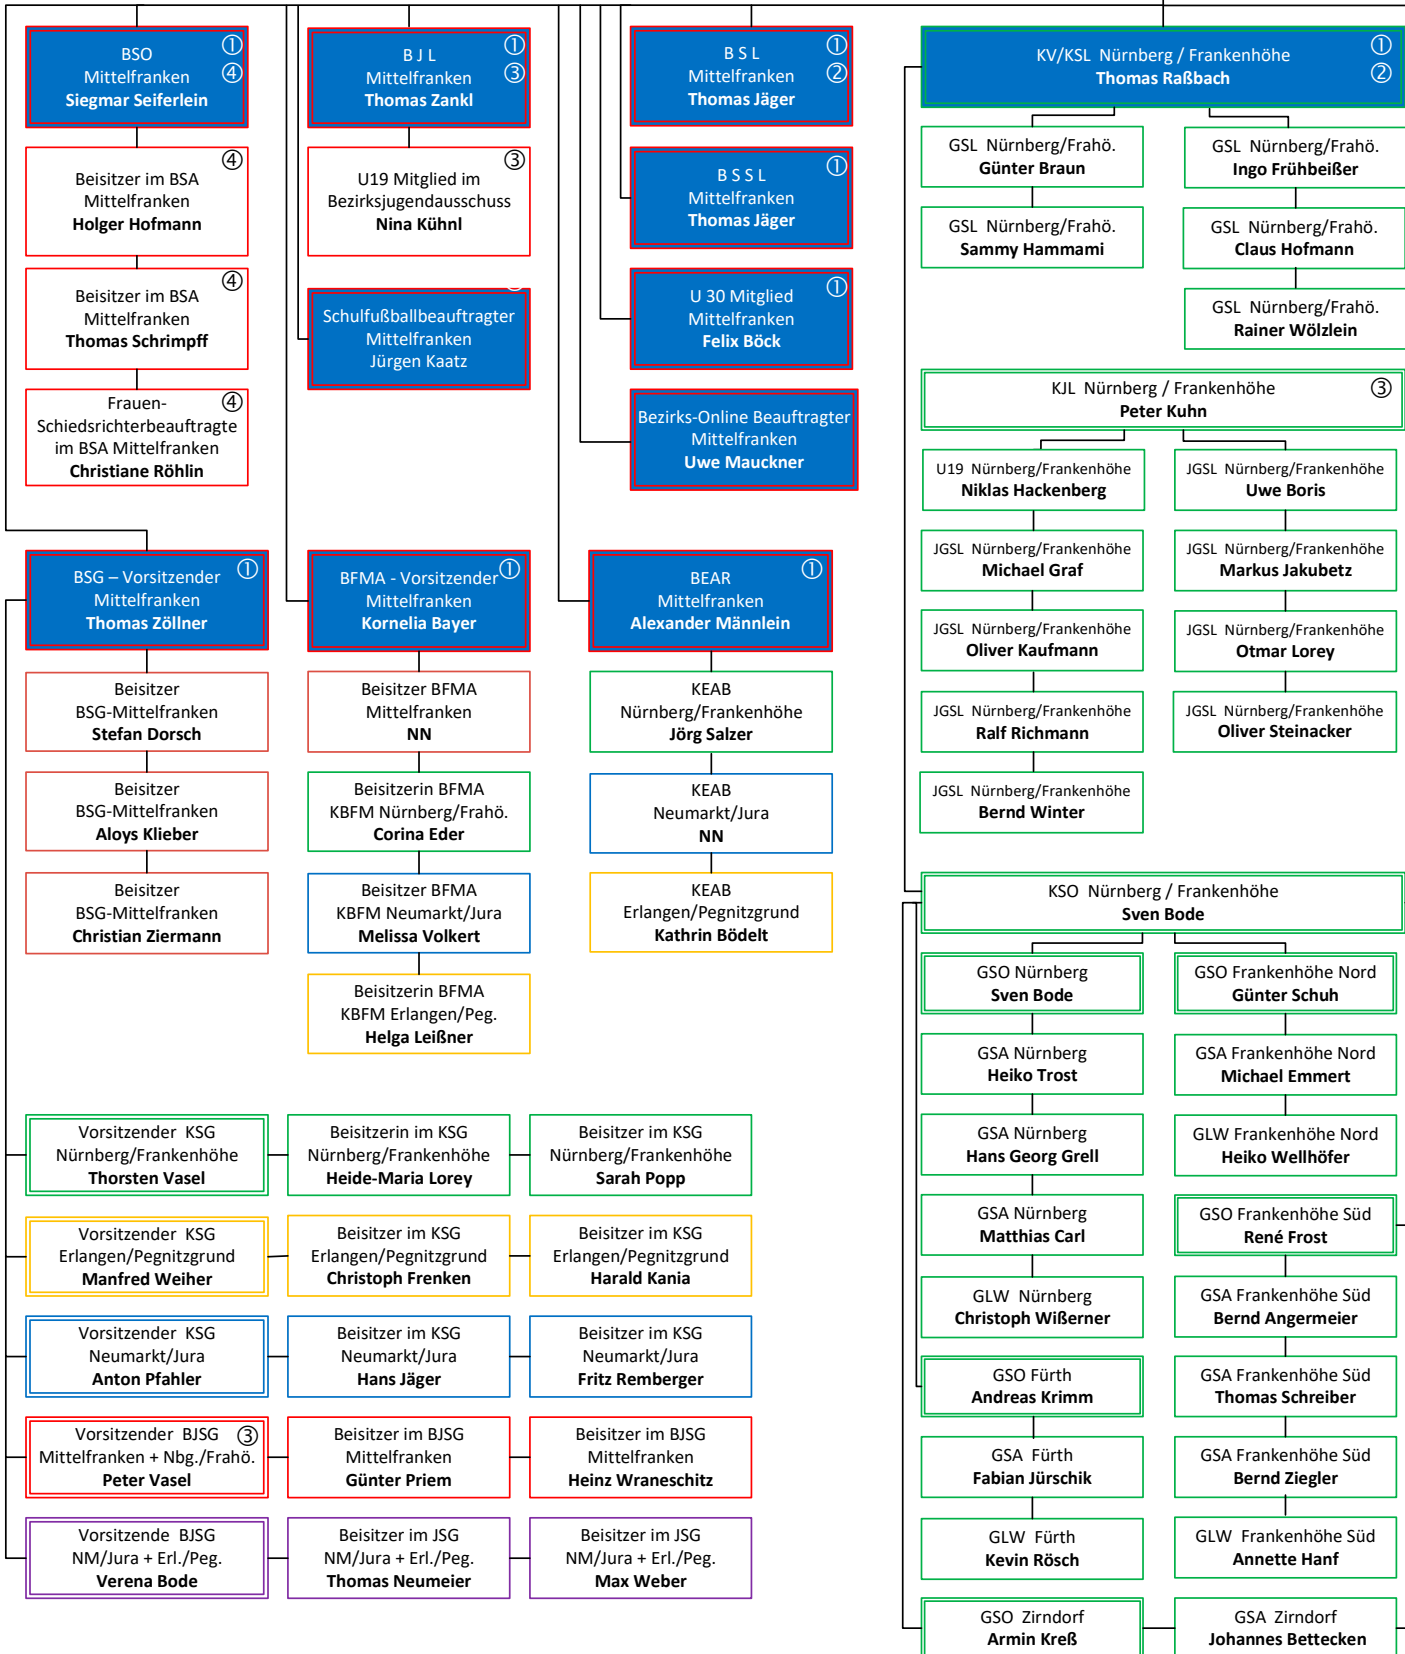 BSO
①
④
Mittelfranken
Siegmar Seiferlein
Beisitzer im BSA
④
Mittelfranken
Holger Hofmann
Beisitzer im BSA
④
Mittelfranken
Thomas Schrimpff
Frauen-
④
Schiedsrichterbeauftragte
im BSA Mittelfranken
Christiane Röhlin
B J L
①
③
Mittelfranken
Thomas Zankl
U19 Mitglied im
③
Bezirksjugendausschuss
Nina Kühnl
Schulfußballbeauftragter
Mittelfranken
Jürgen Kaatz
B S L
①
②
Mittelfranken
Thomas Jäger
B S S L
①
Mittelfranken
Thomas Jäger
U 30 Mitglied
①
Mittelfranken
Felix Böck
Bezirks-Online Beauftragter
Mittelfranken
Uwe Mauckner
BSG – Vorsitzender
①
Mittelfranken
Thomas Zöllner
Beisitzer
BSG-Mittelfranken
Stefan Dorsch
Beisitzer
BSG-Mittelfranken
Aloys Klieber
Beisitzer
BSG-Mittelfranken
Christian Ziermann
BFMA - Vorsitzender
①
Mittelfranken
Kornelia Bayer
Beisitzer BFMA
Mittelfranken
NN
Beisitzerin BFMA
KBFM Nürnberg/Frahö.
Corina Eder
Beisitzer BFMA
KBFM Neumarkt/Jura
Melissa Volkert
Beisitzerin BFMA
KBFM Erlangen/Peg.
Helga Leißner
BEAR
①
Mittelfranken
Alexander Männlein
KEAB
Nürnberg/Frankenhöhe
Jörg Salzer
KEAB
Neumarkt/Jura
NN
KEAB
Erlangen/Pegnitzgrund
Kathrin Bödelt
Vorsitzender KSG
Nürnberg/Frankenhöhe
Thorsten Vasel
Beisitzerin im KSG
Nürnberg/Frankenhöhe
Heide-Maria Lorey
Beisitzer im KSG
Nürnberg/Frankenhöhe
Sarah Popp
Vorsitzender KSG
Erlangen/Pegnitzgrund
Manfred Weiher
Beisitzer im KSG
Erlangen/Pegnitzgrund
Christoph Frenken
Beisitzer im KSG
Erlangen/Pegnitzgrund
Harald Kania
Vorsitzender KSG
Neumarkt/Jura
Anton Pfahler
Beisitzer im KSG
Neumarkt/Jura
Hans Jäger
Beisitzer im KSG
Neumarkt/Jura
Fritz Remberger
Vorsitzender BJSG
③
Mittelfranken + Nbg./Frahö.
Peter Vasel
Beisitzer im BJSG
Mittelfranken
Günter Priem
Beisitzer im BJSG
Mittelfranken
Heinz Wraneschitz
Vorsitzende BJSG
NM/Jura + Erl./Peg.
Verena Bode
Beisitzer im JSG
NM/Jura + Erl./Peg.
Thomas Neumeier
Beisitzer im JSG
NM/Jura + Erl./Peg.
Max Weber
KV/KSL Nürnberg / Frankenhöhe
①
②
Thomas Raßbach
GSL Nürnberg/Frahö.
Günter Braun
GSL Nürnberg/Frahö.
Sammy Hammami
GSL Nürnberg/Frahö.
Ingo Frühbeißer
GSL Nürnberg/Frahö.
Claus Hofmann
GSL Nürnberg/Frahö.
Rainer Wölzlein
KJL Nürnberg / Frankenhöhe
③
Peter Kuhn
U19 Nürnberg/Frankenhöhe
Niklas Hackenberg
JGSL Nürnberg/Frankenhöhe
Michael Graf
JGSL Nürnberg/Frankenhöhe
Oliver Kaufmann
JGSL Nürnberg/Frankenhöhe
Ralf Richmann
JGSL Nürnberg/Frankenhöhe
Bernd Winter
JGSL Nürnberg/Frankenhöhe
Uwe Boris
JGSL Nürnberg/Frankenhöhe
Markus Jakubetz
JGSL Nürnberg/Frankenhöhe
Otmar Lorey
JGSL Nürnberg/Frankenhöhe
Oliver Steinacker
KSO Nürnberg / Frankenhöhe
Sven Bode
GSO Nürnberg
Sven Bode
GSA Nürnberg
Heiko Trost
GSA Nürnberg
Hans Georg Grell
GSA Nürnberg
Matthias Carl
GLW Nürnberg
Christoph Wißerner
GSO Fürth
Andreas Krimm
GSA Fürth
Fabian Jürschik
GLW Fürth
Kevin Rösch
GSO Zirndorf
Armin Kreß
GSO Frankenhöhe Nord
Günter Schuh
GSA Frankenhöhe Nord
Michael Emmert
GLW Frankenhöhe Nord
Heiko Wellhöfer
GSO Frankenhöhe Süd
René Frost
GSA Frankenhöhe Süd
Bernd Angermeier
GSA Frankenhöhe Süd
Thomas Schreiber
GSA Frankenhöhe Süd
Bernd Ziegler
GLW Frankenhöhe Süd
Annette Hanf
GSA Zirndorf
Johannes Bettecken